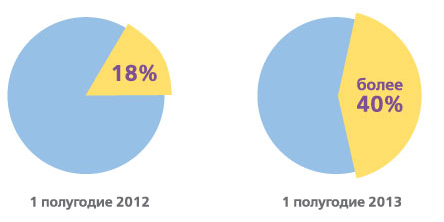 18%
более
40%
1 полугодие 2012
1 полугодие 2013